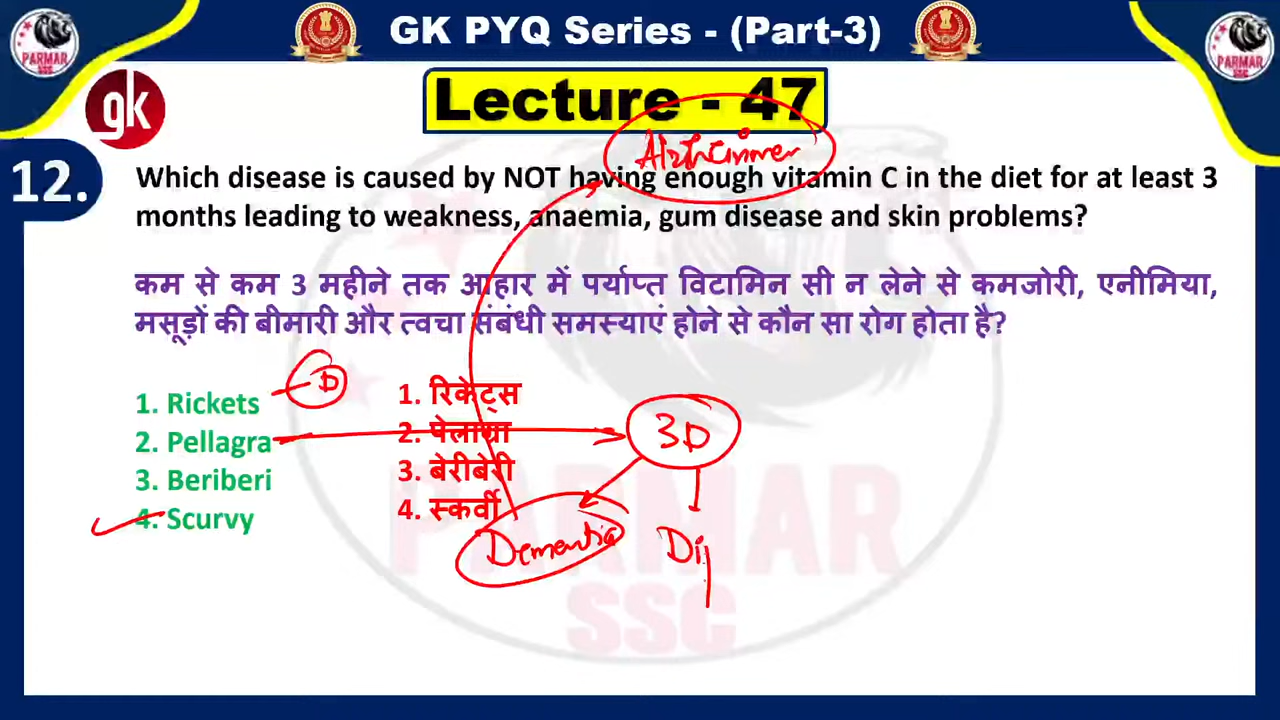 GK PYQ Series - (Part-3)
PARMAR
SSC
PARMAR
SSC
gk
Lecture - 47
Alzheimer
12.
Which disease is caused by NOT having enough vitamin C in the diet for at least 3
months leading to weakness, anaemia, gum disease and skin problems?
कम से कम 3 महीने तक आहार में पर्याप्त विटामिन सी न लेने से कमजोरी, एनीमिया,
मसूड़ों की बीमारी और त्वचा संबंधी समस्याएं होने से कौन सा रोग होता है?
D
1. Rickets
2. Pellagra
3. Beriberi
4. Scurvy
1. रिकेट्स
2. पेलाग्रा
3. बेरीबेरी
4. स्कर्वी
3D
Dementia
PARMAR
SSC